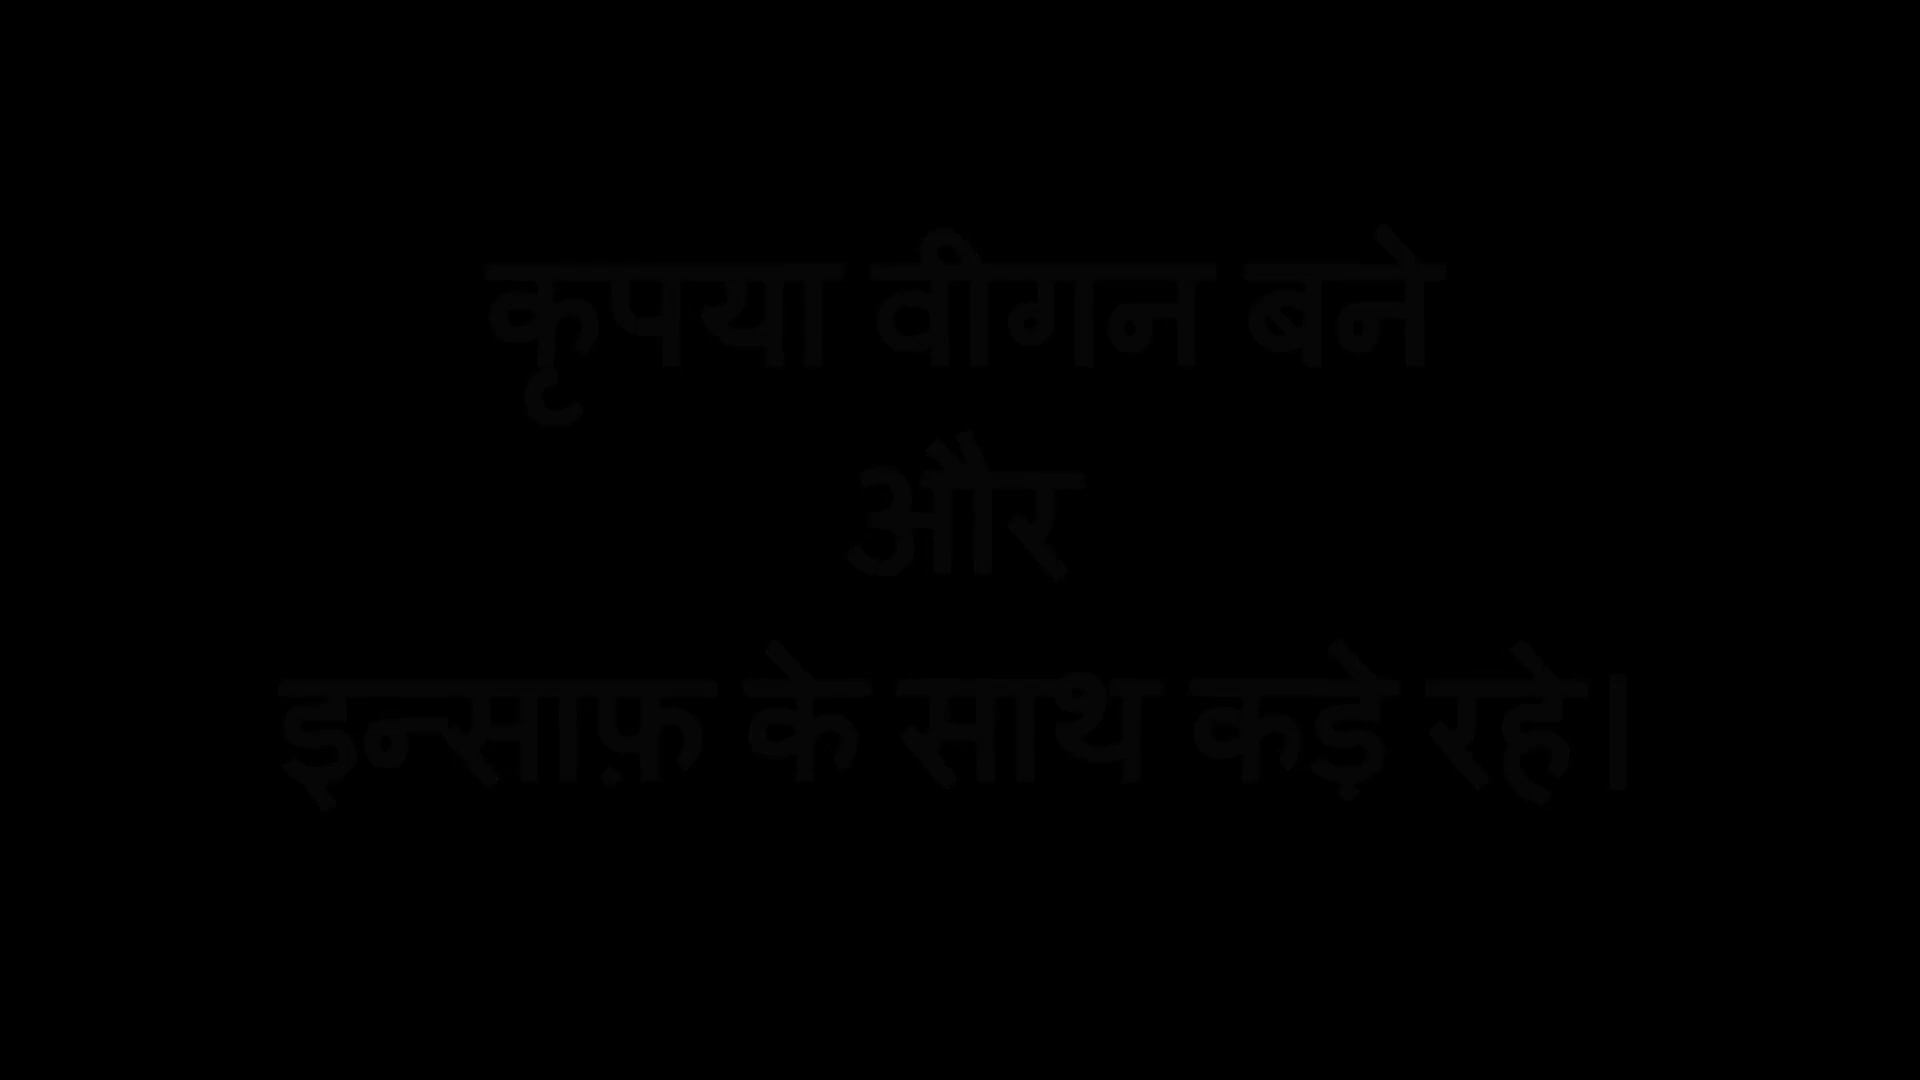 कृपया वीगन बने
और
इन्साफ़ के साथ कड़े रहे।